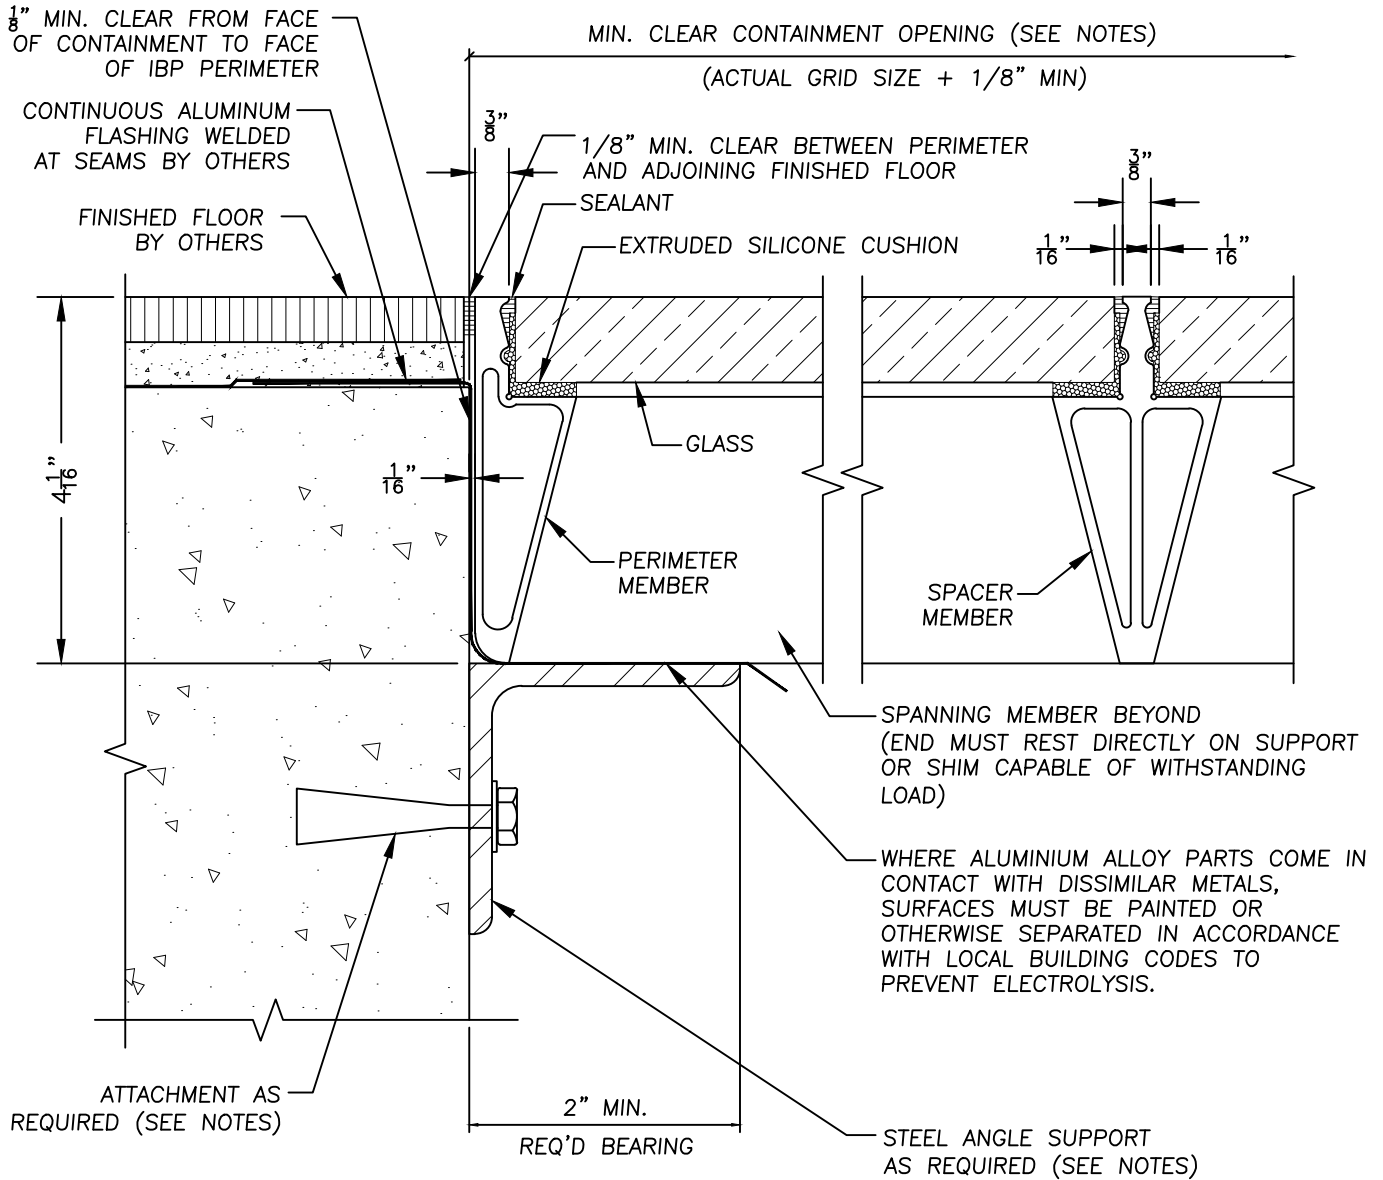 1/8" MIN. CLEAR FROM FACE
OF CONTAINMENT TO FACE
OF IBP PERIMETER
MIN. CLEAR CONTAINMENT OPENING (SEE NOTES)
(ACTUAL GRID SIZE + 1/8" MIN)
CONTINUOUS ALUMINUM
FLASHING WELDED
AT SEAMS BY OTHERS
3/8"
1/8" MIN. CLEAR BETWEEN PERIMETER
AND ADJOINING FINISHED FLOOR
3/8"
SEALANT
FINISHED FLOOR
BY OTHERS
EXTRUDED SILICONE CUSHION
1/16"
1/16"
GLASS
4 1/16"
1/16"
PERIMETER
MEMBER
SPACER
MEMBER
SPANNING MEMBER BEYOND
(END MUST REST DIRECTLY ON SUPPORT
OR SHIM CAPABLE OF WITHSTANDING
LOAD)
WHERE ALUMINIUM ALLOY PARTS COME IN
CONTACT WITH DISSIMILAR METALS,
SURFACES MUST BE PAINTED OR
OTHERWISE SEPARATED IN ACCORDANCE
WITH LOCAL BUILDING CODES TO
PREVENT ELECTROLYSIS.
ATTACHMENT AS
REQUIRED (SEE NOTES)
2" MIN.
REQ'D BEARING
STEEL ANGLE SUPPORT
AS REQUIRED (SEE NOTES)